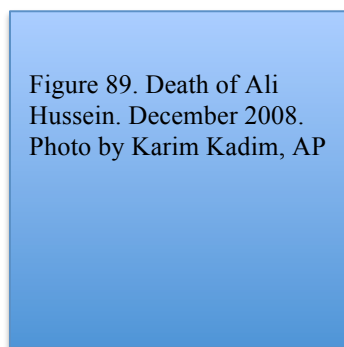 Figure 89. Death of Ali
Hussein. December 2008.
Photo by Karim Kadim, AP